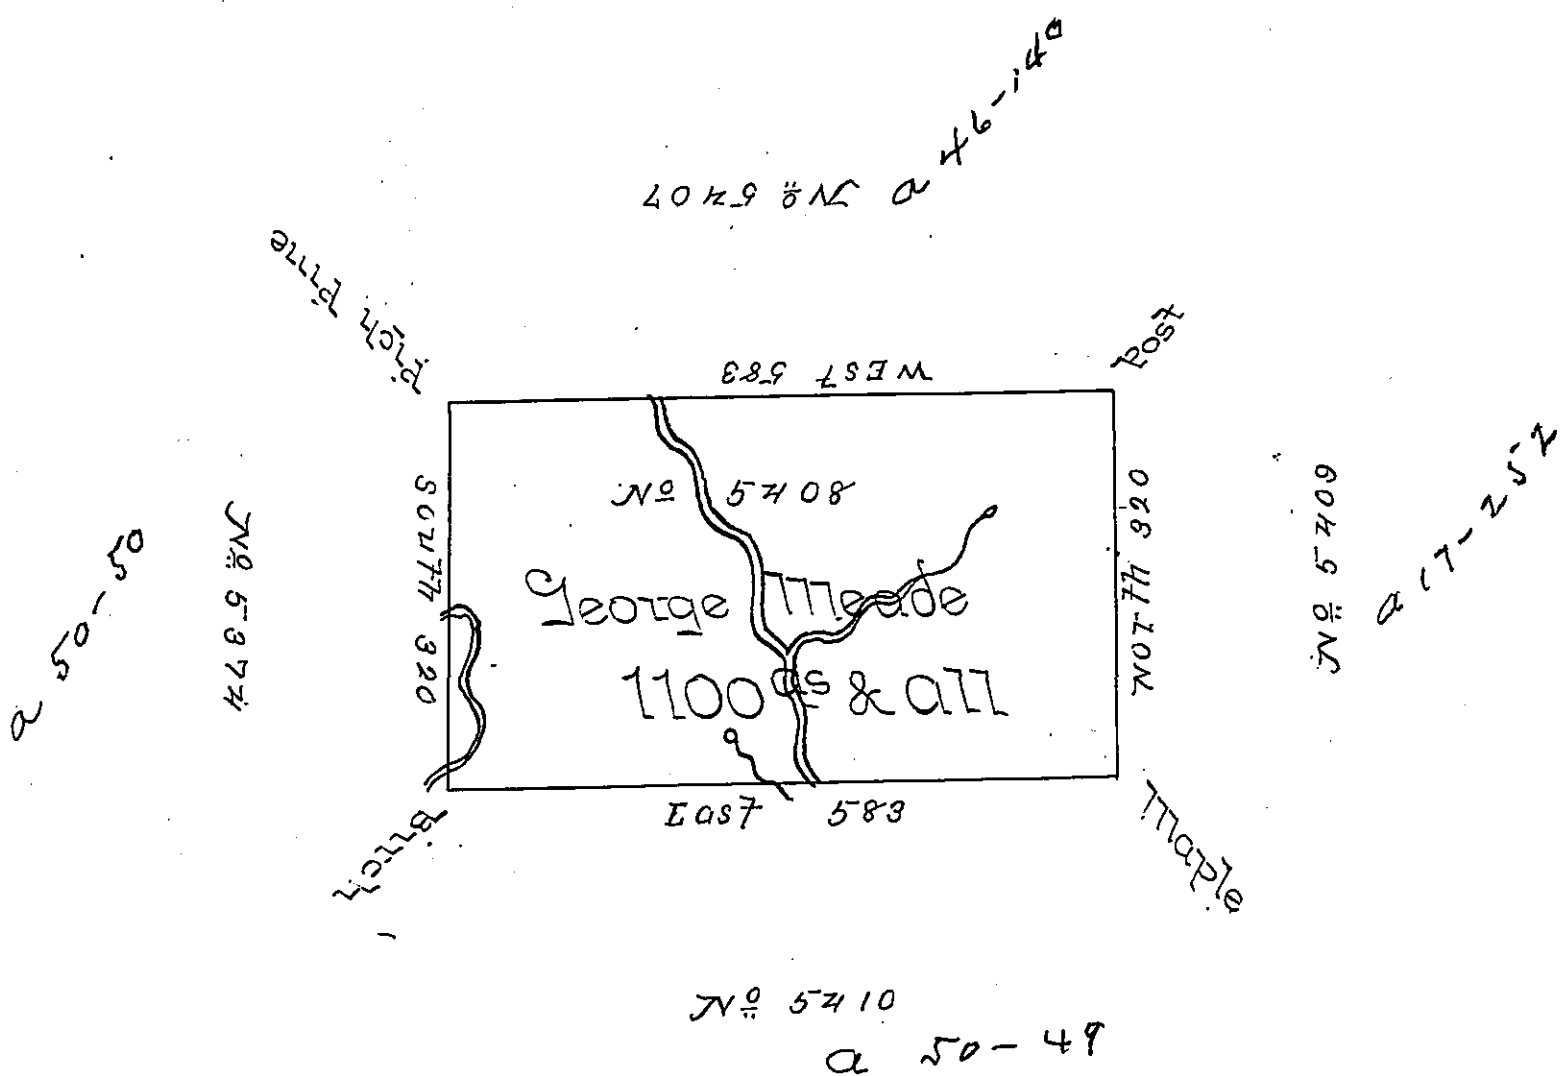 a 46-140
No 5407
Pich Pine
Post
West 583
South 320
North 320
No 5408
George Meade
1100 as & all
No 5374
a 50-50
No 5409
a 17-252
East 583
Birch
Maple
No 5410
a 50-49